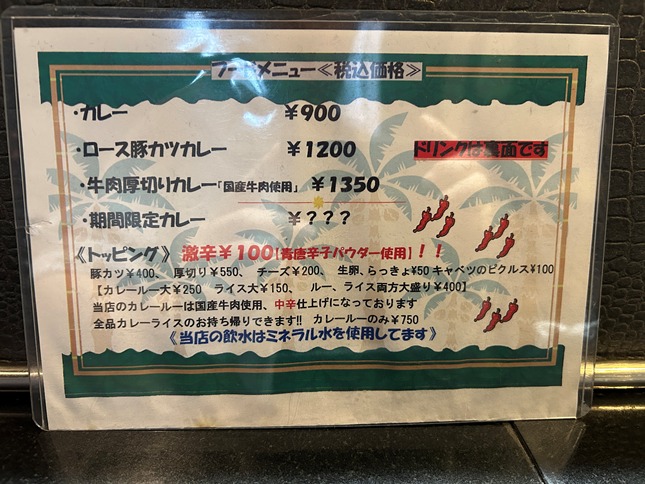 フードメニュー≪税込価格≫
・カレー ¥900
・ロース豚カツカレー ¥1200
ドリンクは裏面です
・牛肉厚切りカレー「国産牛肉使用」 ¥1350
・期間限定カレー ¥???
《トッピング》 激辛¥100【青唐辛子パウダー使用】!!
豚カツ¥400、 厚切り¥550、 チーズ¥200、 生卵、らっきょ¥50 キャベツのピクルス¥100
【カレールー大¥250 ライス大¥150、 ルー、ライス両方大盛り¥400】
当店のカレールーは国産牛肉使用、中辛仕上げになっております
全品カレーライスのお持ち帰りできます!! カレールーのみ¥750
《当店の飲水はミネラル水を使用してます》